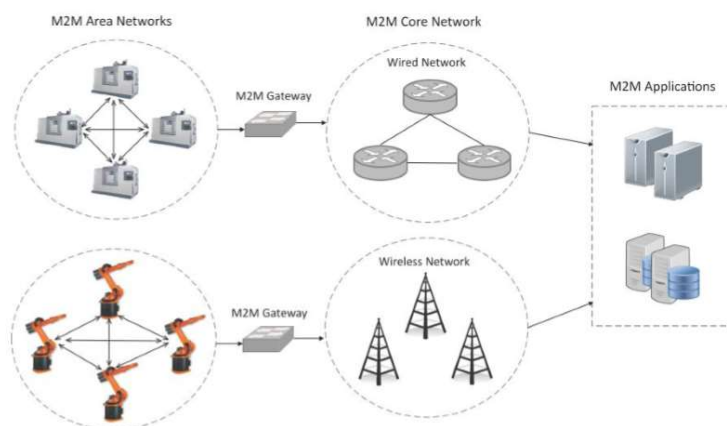 M2M Area Networks
M2M Core Network
Wired Network
M2M Gateway
M2M Applications
Wireless Network
M2M Gateway